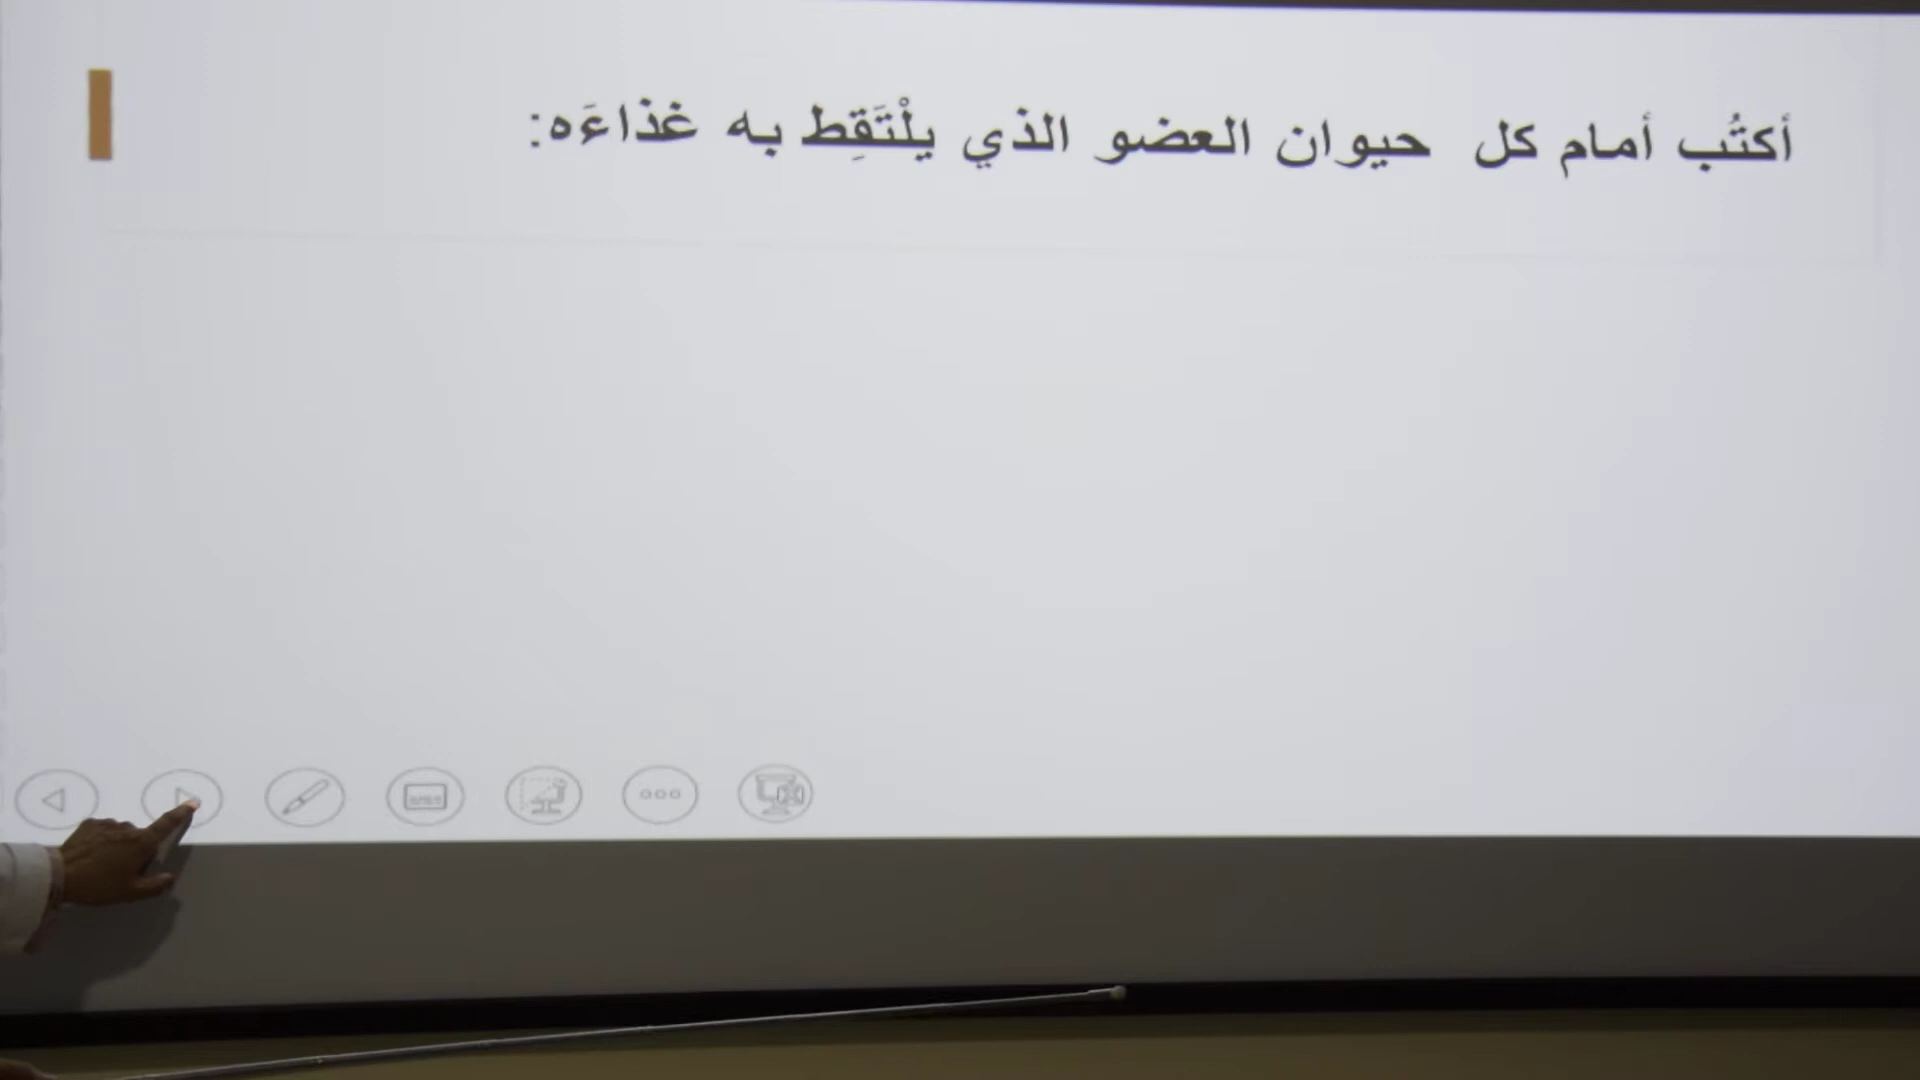 أكتُب أمام كل حيوان العضو الذي يلْتَقِط به غذاءَه: